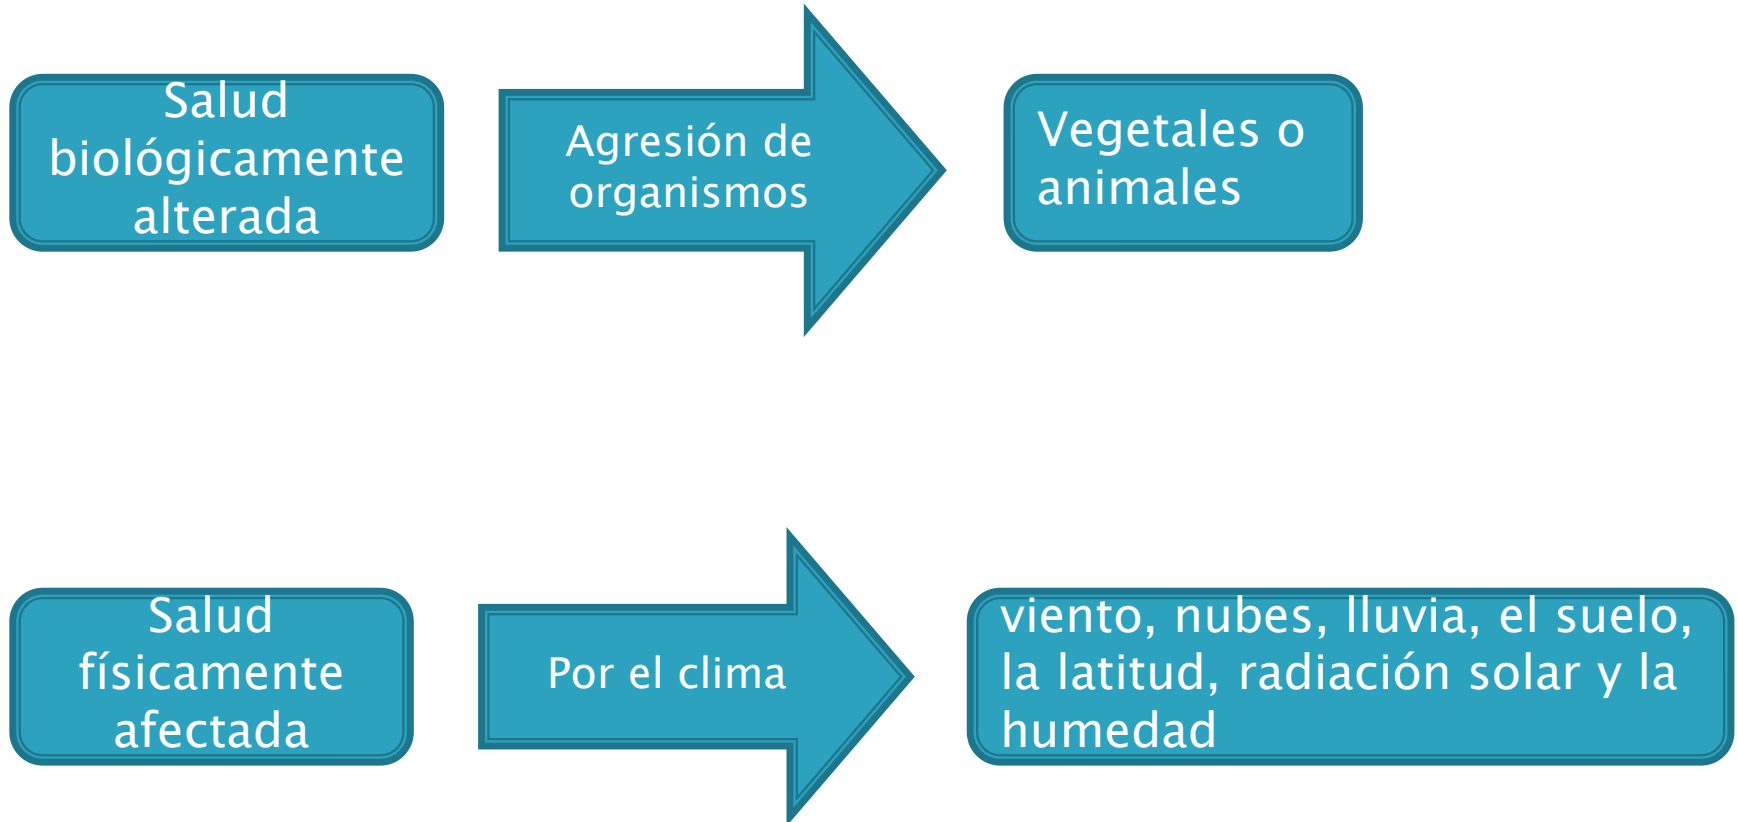 Salud
biológicamente
alterada
Agresión de
organismos
Vegetales o
animales
Salud
físicamente
afectada
Por el clima
viento, nubes, lluvia, el suelo,
la latitud, radiación solar y la
humedad